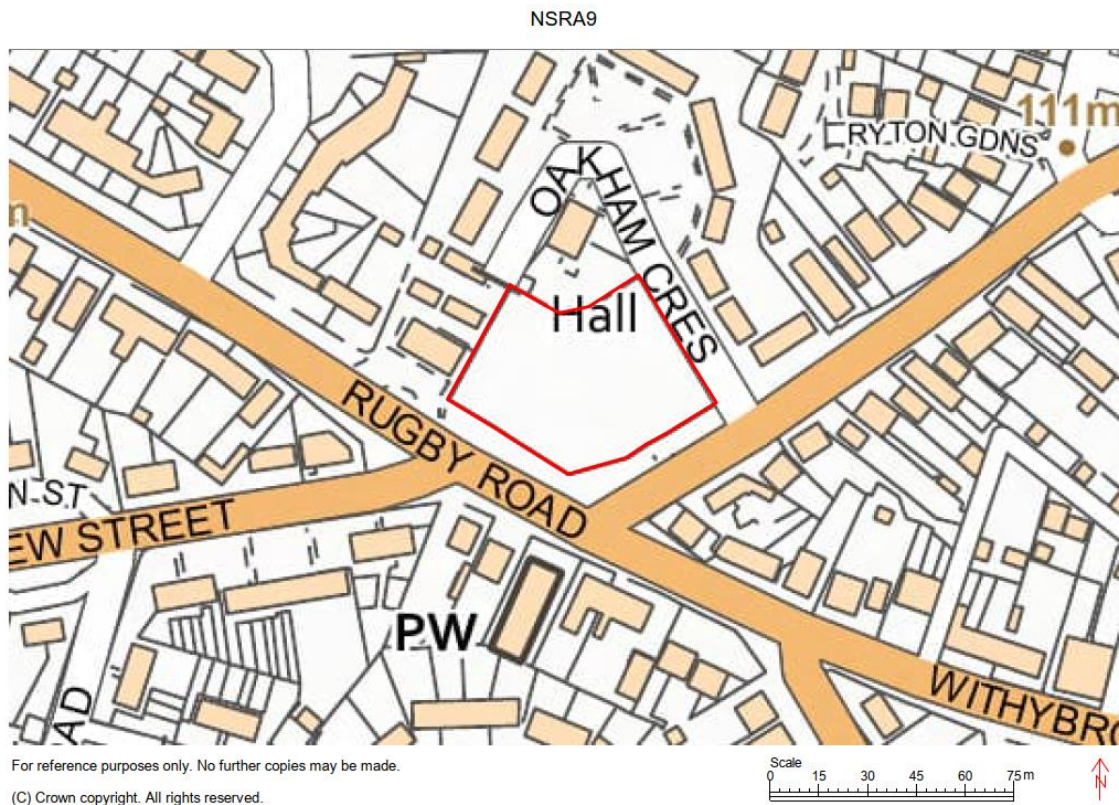 NSRA9
111m
RYTON GDNS
m
OAKHAM CRES
Hall
RUGBY ROAD
N ST
EW STREET
PW
WITHYBRO
AD
For reference purposes only. No further copies may be made.
Scale
0 15 30 45 60 75m
(C) Crown copyright. All rights reserved.
N